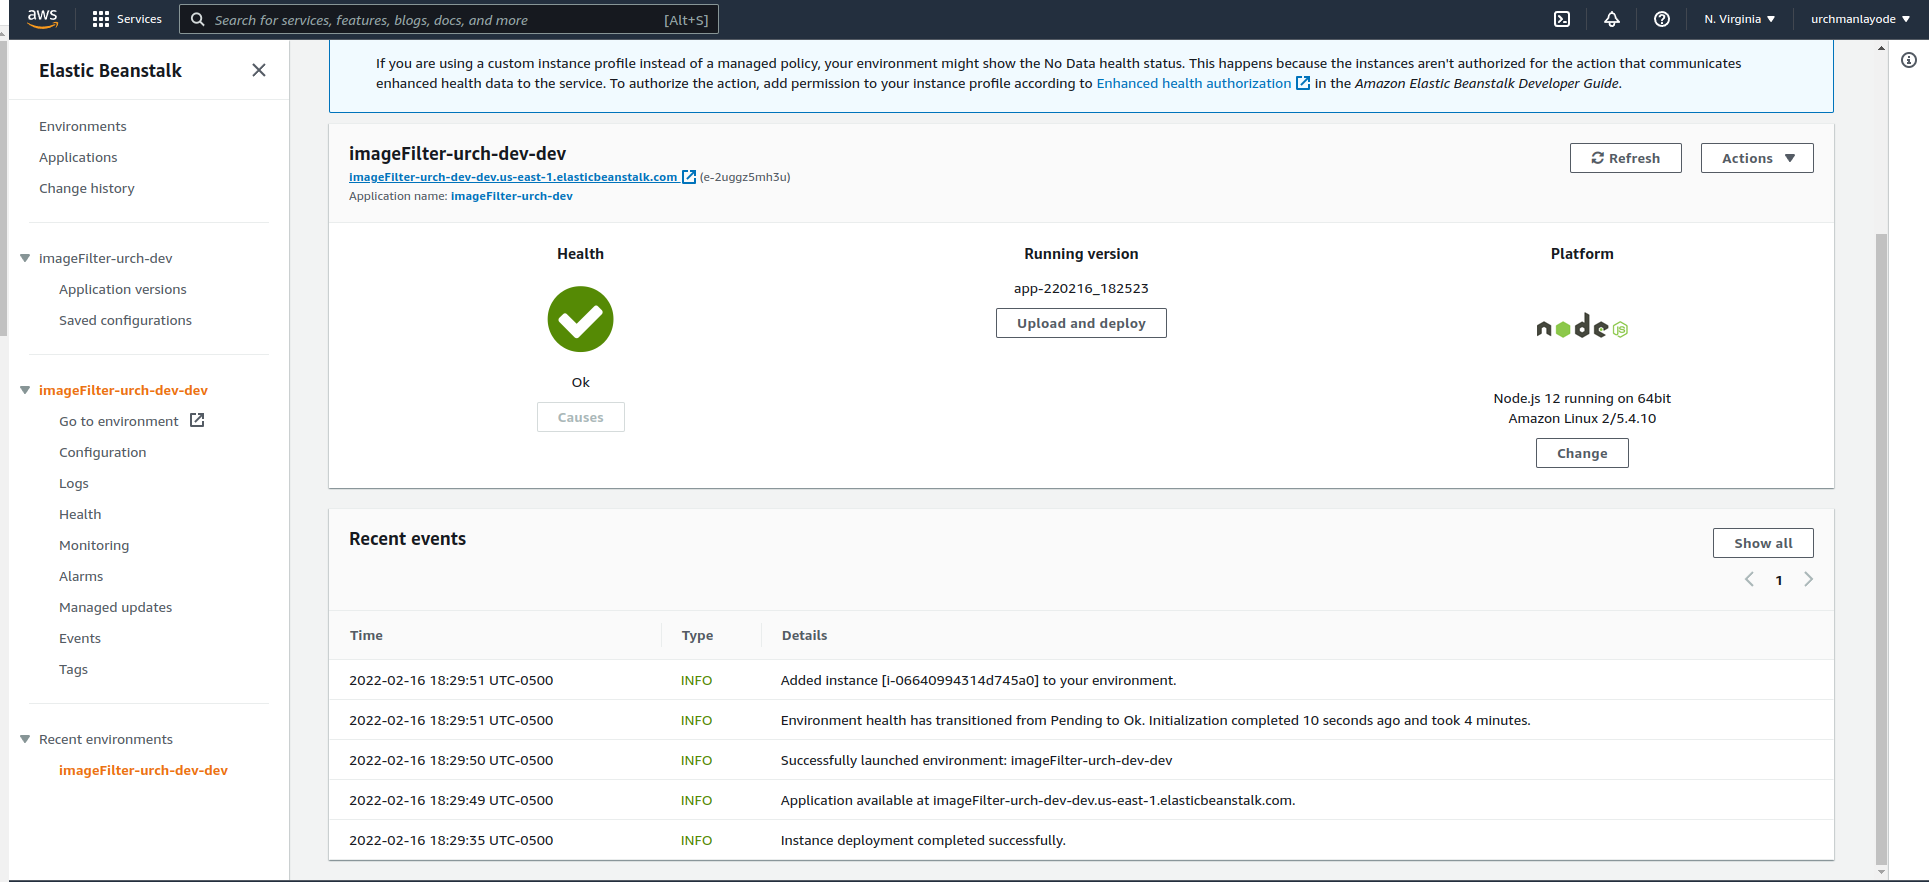 aws
Services
Search for services, features, blogs, docs, and more
[Alt+S]
N. Virginia ▼
urchmanlayode ▼
Elastic Beanstalk
Environments
Applications
Change history
imageFilter-urch-dev
Application versions
Saved configurations
imageFilter-urch-dev-dev
Go to environment
Configuration
Logs
Health
Monitoring
Alarms
Managed updates
Events
Tags
Recent environments
imageFilter-urch-dev-dev
If you are using a custom instance profile instead of a managed policy, your environment might show the No Data health status. This happens because the instances aren't authorized for the action that communicates
enhanced health data to the service. To authorize the action, add permission to your instance profile according to Enhanced health authorization in the Amazon Elastic Beanstalk Developer Guide.
imageFilter-urch-dev-dev
imageFilter-urch-dev-dev.us-east-1.elasticbeanstalk.com (e-2uggz5mh3u)
Application name: imageFilter-urch-dev
Refresh
Actions ▼
Health
Ok
Causes
Running version
app-220216_182523
Upload and deploy
Platform
node JS
Node.js 12 running on 64bit
Amazon Linux 2/5.4.10
Change
Recent events
Show all
1
Time Type Details
2022-02-16 18:29:51 UTC-0500 INFO Added instance [i-06640994314d745a0] to your environment.
2022-02-16 18:29:51 UTC-0500 INFO Environment health has transitioned from Pending to Ok. Initialization completed 10 seconds ago and took 4 minutes.
2022-02-16 18:29:50 UTC-0500 INFO Successfully launched environment: imageFilter-urch-dev-dev
2022-02-16 18:29:49 UTC-0500 INFO Application available at imageFilter-urch-dev-dev.us-east-1.elasticbeanstalk.com.
2022-02-16 18:29:35 UTC-0500 INFO Instance deployment completed successfully.